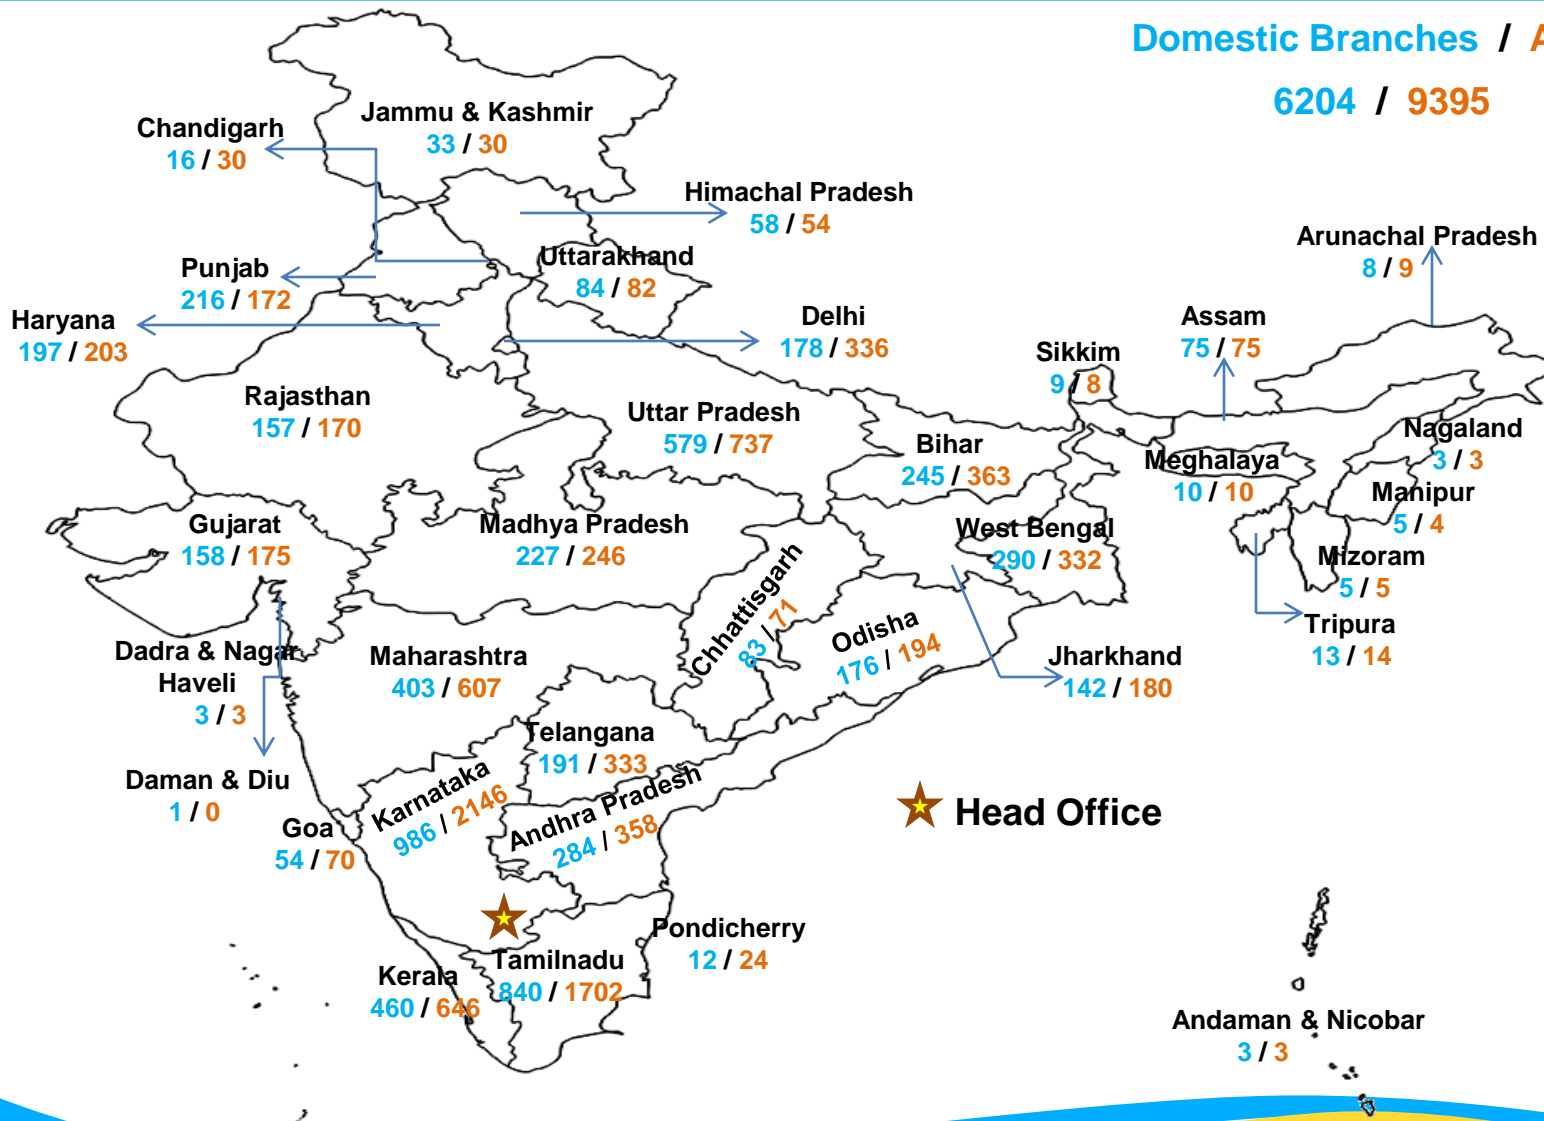 Domestic Branches / A
6204 / 9395
Jammu & Kashmir
33 / 30
Chandigarh
16 / 30
Himachal Pradesh
58 / 54
Arunachal Pradesh
8 / 9
Uttarakhand
84 / 82
Punjab
216 / 172
Haryana
197 / 203
Delhi
178 / 336
Assam
75 / 75
Sikkim
9 / 8
Rajasthan
157 / 170
Uttar Pradesh
579 / 737
Bihar
245 / 363
Nagaland
3 / 3
Meghalaya
10 / 10
Manipur
5 / 4
Gujarat
158 / 175
Madhya Pradesh
227 / 246
West Bengal
290 / 332
Mizoram
5 / 5
Chhattisgarh
83 / 71
Odisha
176 / 194
Tripura
13 / 14
Dadra & Nagar
Haveli
3 / 3
Maharashtra
403 / 607
Jharkhand
142 / 180
Telangana
191 / 333
Daman & Diu
1 / 0
Karnataka
986 / 2146
Andhra Pradesh
284 / 358
Goa
54 / 70
Head Office
Pondicherry
12 / 24
Kerala
460 / 646
Tamilnadu
840 / 1702
Andaman & Nicobar
3 / 3